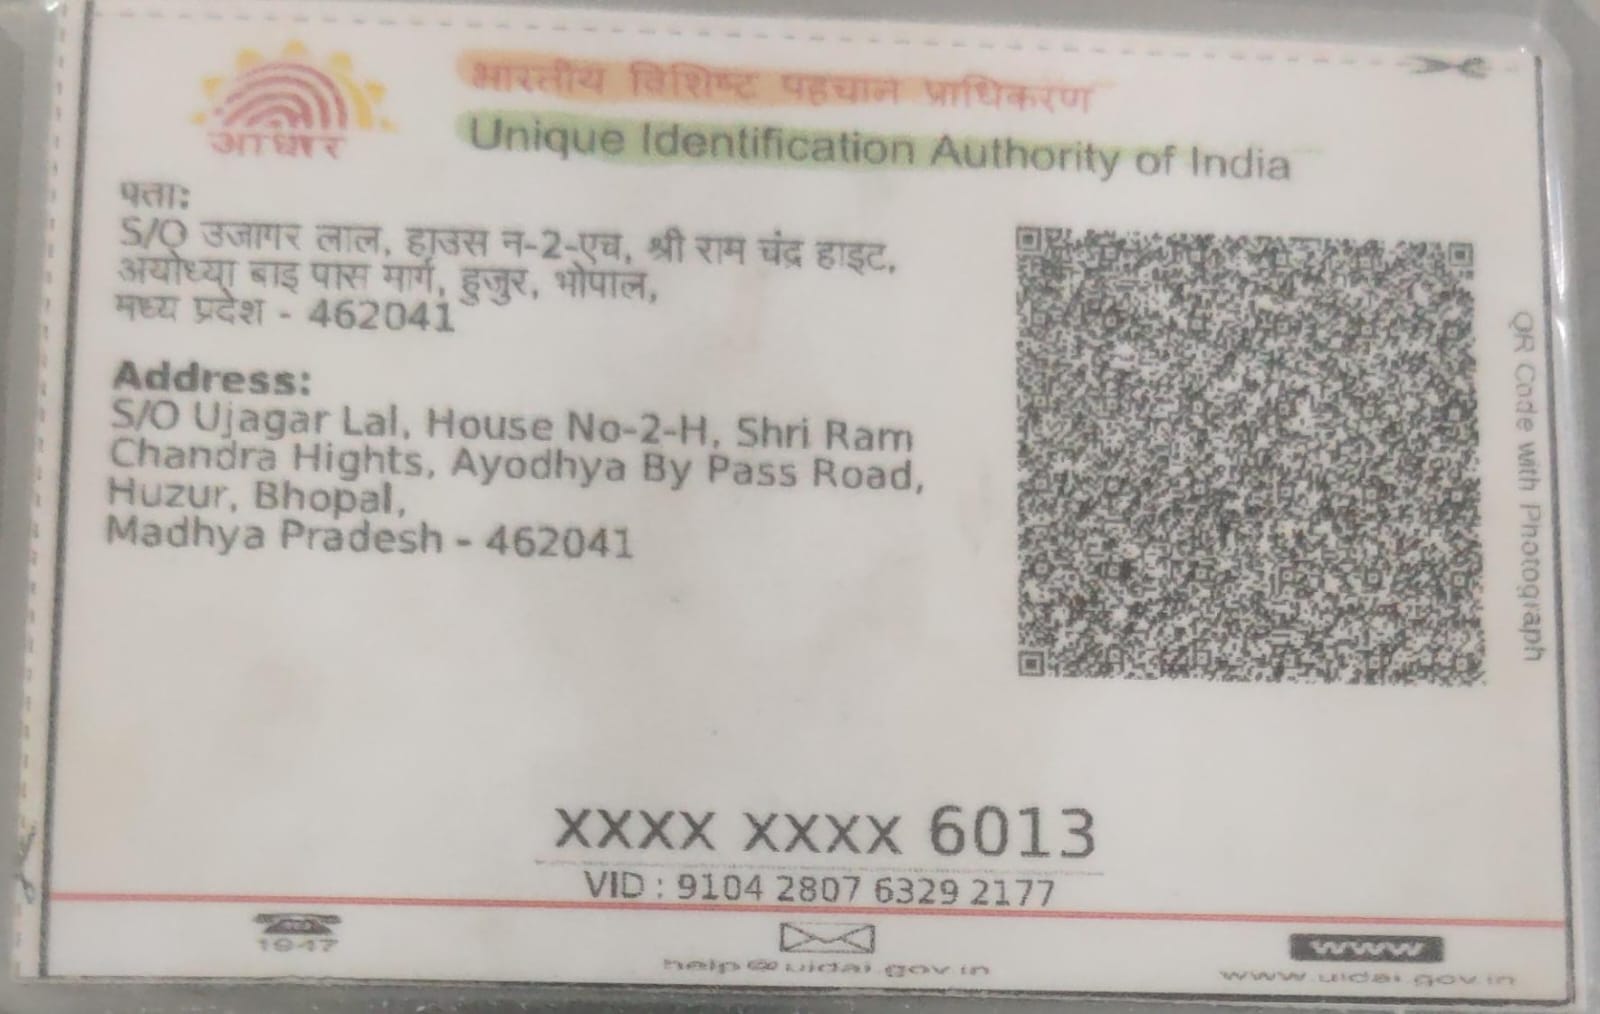 भारतीय विशिष्ट पहचान प्राधिकरण
Unique Identification Authority of India
आधार
पता:
S/O उजागर लाल, हाउस न-2-एच, श्री राम चंद्र हाइट,
अयोध्या बाइ पास मार्ग, हुजुर, भोपाल,
मध्य प्रदेश - 462041
Address:
S/O Ujagar Lal, House No-2-H, Shri Ram
Chandra Hights, Ayodhya By Pass Road,
Huzur, Bhopal,
Madhya Pradesh - 462041
QR Code with Photograph
XXXX XXXX 6013
VID : 9104 2807 6329 2177
1947
help@uidai.gov.in
www
www.uidai.gov.in